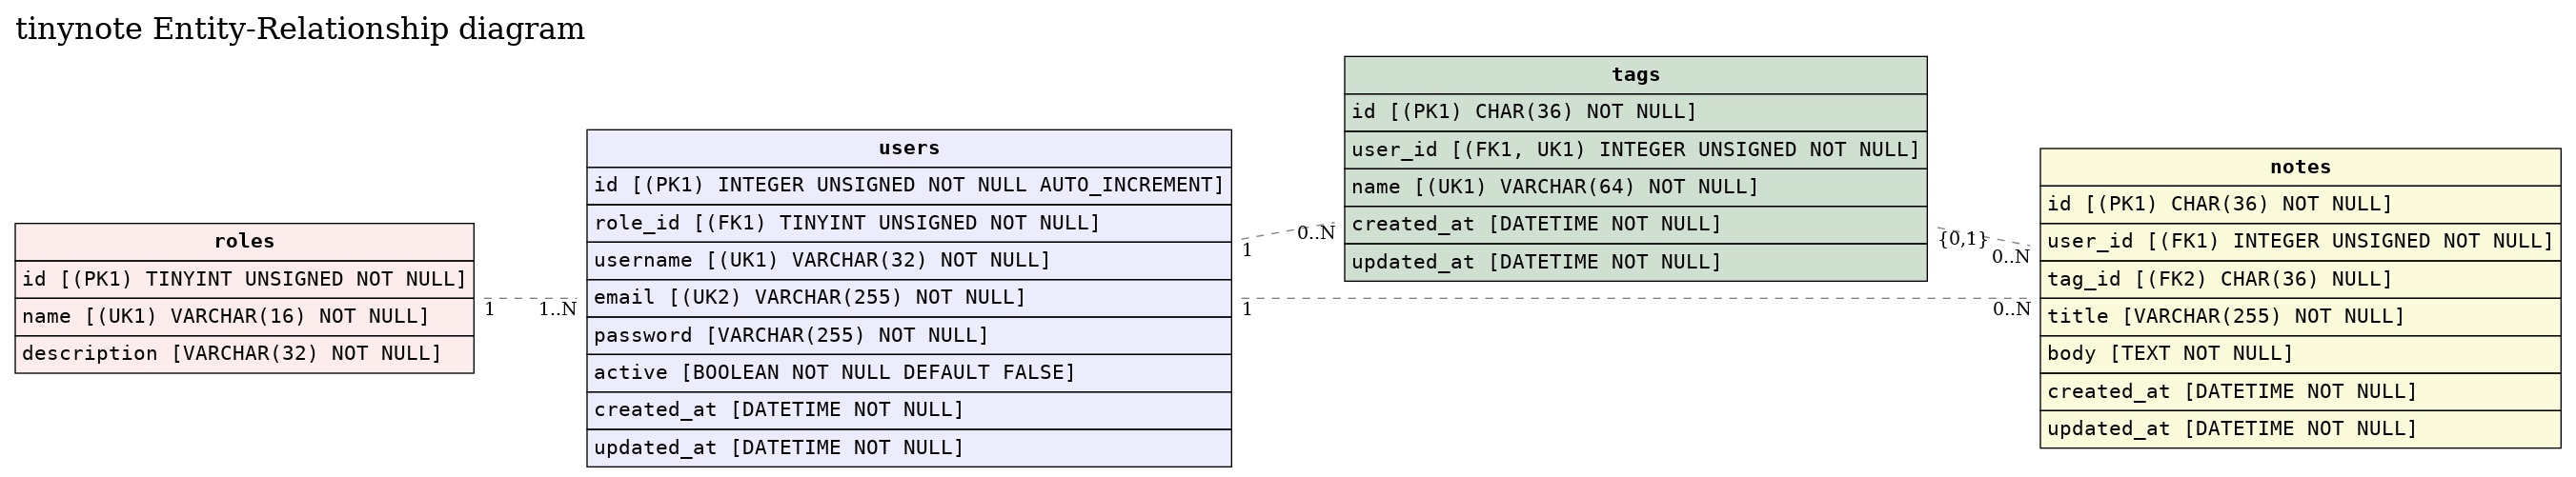 tinynote Entity-Relationship diagram
roles
id [(PK1) TINYINT UNSIGNED NOT NULL]
name [(UK1) VARCHAR(16) NOT NULL]
description [VARCHAR(32) NOT NULL]
1
1..N
users
id [(PK1) INTEGER UNSIGNED NOT NULL AUTO_INCREMENT]
role_id [(FK1) TINYINT UNSIGNED NOT NULL]
username [(UK1) VARCHAR(32) NOT NULL]
email [(UK2) VARCHAR(255) NOT NULL]
password [VARCHAR(255) NOT NULL]
active [BOOLEAN NOT NULL DEFAULT FALSE]
created_at [DATETIME NOT NULL]
updated_at [DATETIME NOT NULL]
1
0..N
1
0..N
tags
id [(PK1) CHAR(36) NOT NULL]
user_id [(FK1, UK1) INTEGER UNSIGNED NOT NULL]
name [(UK1) VARCHAR(64) NOT NULL]
created_at [DATETIME NOT NULL]
updated_at [DATETIME NOT NULL]
{0,1}
0..N
notes
id [(PK1) CHAR(36) NOT NULL]
user_id [(FK1) INTEGER UNSIGNED NOT NULL]
tag_id [(FK2) CHAR(36) NULL]
title [VARCHAR(255) NOT NULL]
body [TEXT NOT NULL]
created_at [DATETIME NOT NULL]
updated_at [DATETIME NOT NULL]